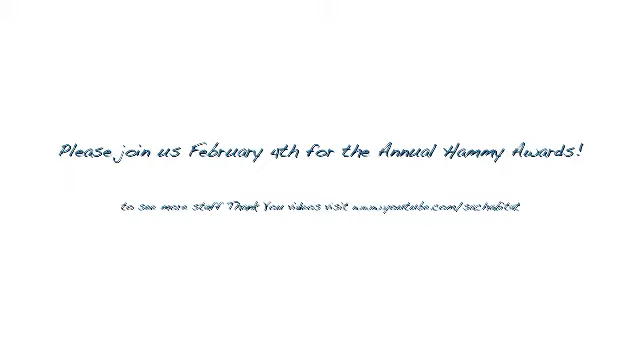 Please join us February 4th for the Annual Hammy Awards!
to see more staff Thank You videos visit www.youtube.com/sachabitat